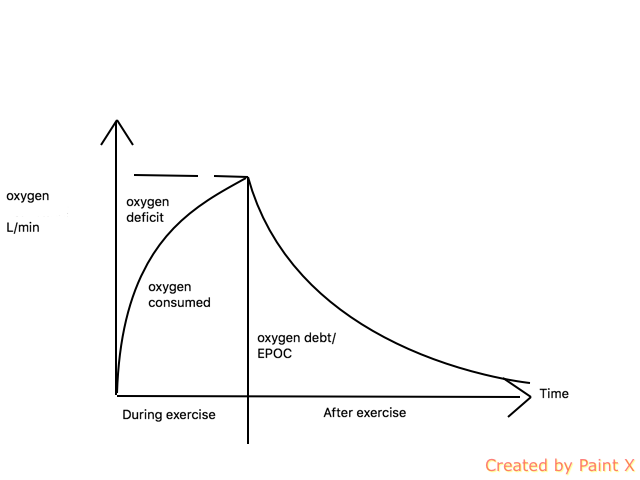 oxygen
L/min
oxygen
deficit
oxygen
consumed
oxygen debt/
EPOC
Time
During exercise
After exercise
Created by Paint X